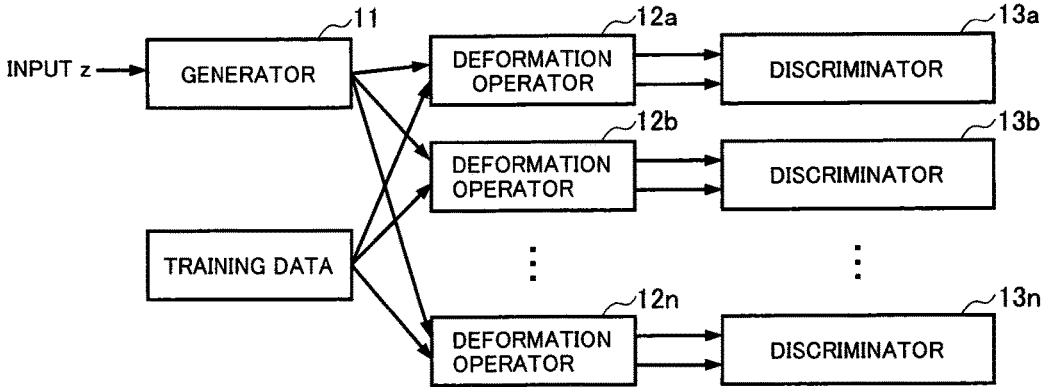 11
12a
13a
INPUT z
GENERATOR
DEFORMATION
OPERATOR
DISCRIMINATOR
12b
13b
DEFORMATION
OPERATOR
DISCRIMINATOR
TRAINING DATA
12n
13n
DEFORMATION
OPERATOR
DISCRIMINATOR